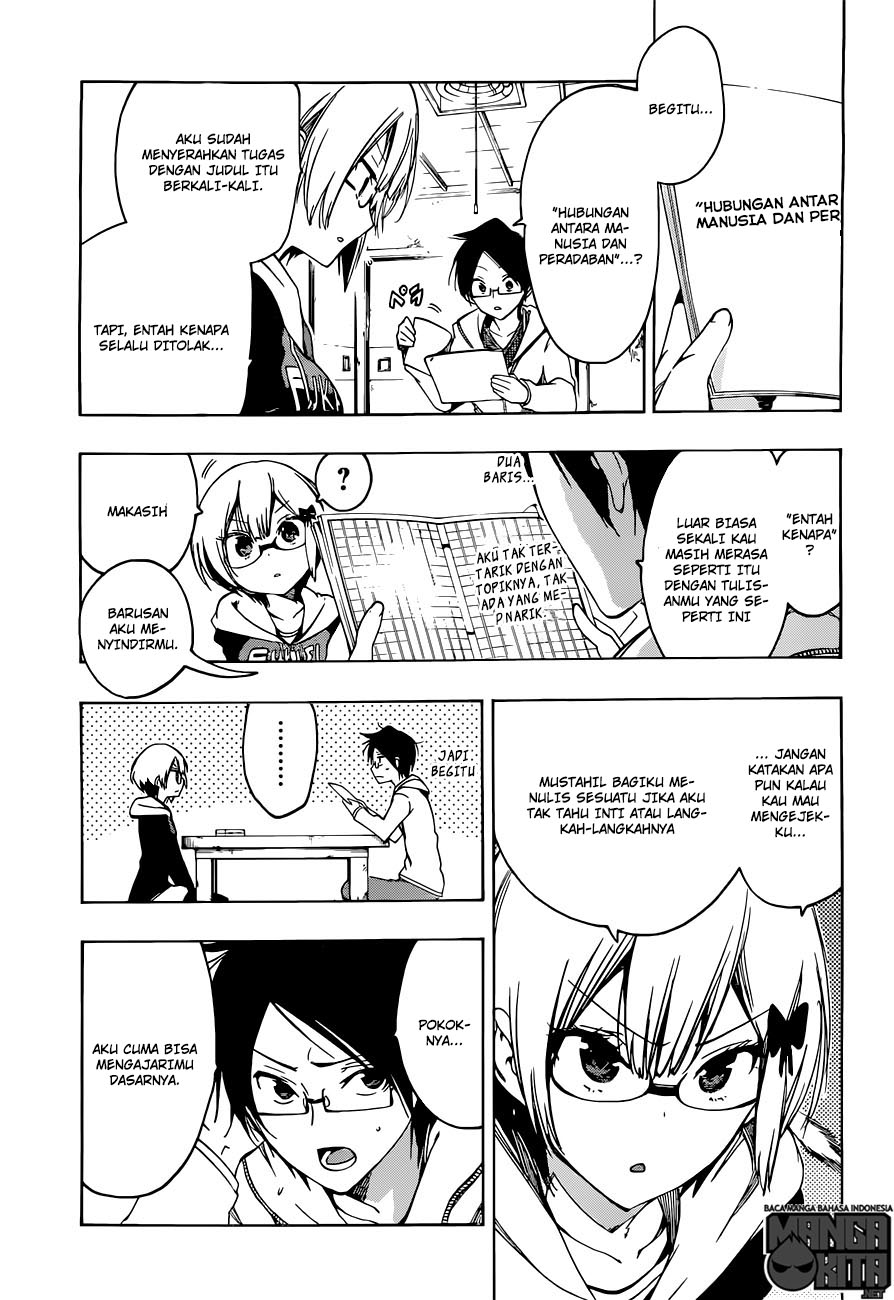 "HUBUNGAN ANTAR
MANUSIA DAN PER
BEGITU...
"HUBUNGAN
ANTARA MA-
NUSIA DAN
PERADABAN"...?
ペラ
AKU SUDAH
MENYERAHKAN TUGAS
DENGAN JUDUL ITU
BERKALI-KALI.
TAPI, ENTAH KENAPA
SELALU DITOLAK...
"ENTAH
KENAPA"
?
LUAR BIASA
SEKALI KAU
MASIH MERASA
SEPERTI ITU
DENGAN TULIS-
ANMU YANG SE-
PERTI INI
DUA
BARIS...
AKU TAK TER-
TARIK DENGAN
TOPIKNYA, TAK
ADA YANG ME-
DNARIK.
?
MAKASIH
BARUSAN
AKU ME-
NYINDIRMU.
... JANGAN
KATAKAN APA
PUN KALAU
KAU MAU
MENGEJEK-
KU...
MUSTAHIL BAGIKU ME-
NULIS SESUATU JIKA AKU
TAK TAHU INTI ATAU LANG-
KAH-LANGKAHNYA
JADI
BEGITU
.........
POKOK-
NYA...
AKU CUMA BISA
MENGAJARIMU
DASARNYA.
BACA MANGA BAHASA INDONESIA
MANGA
KITA
.NET